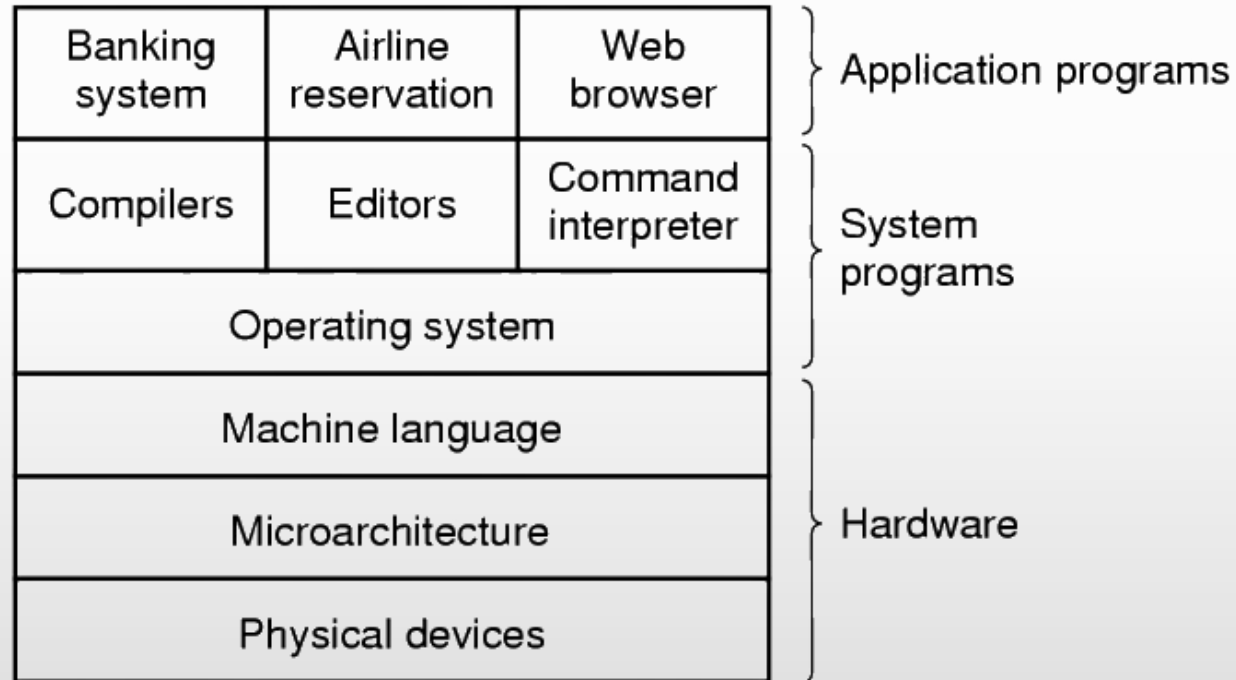 Banking
system
Airline
reservation
Web
browser
Application programs
Compilers
Editors
Command
interpreter
System
programs
Operating system
Machine language
Microarchitecture
Hardware
Physical devices